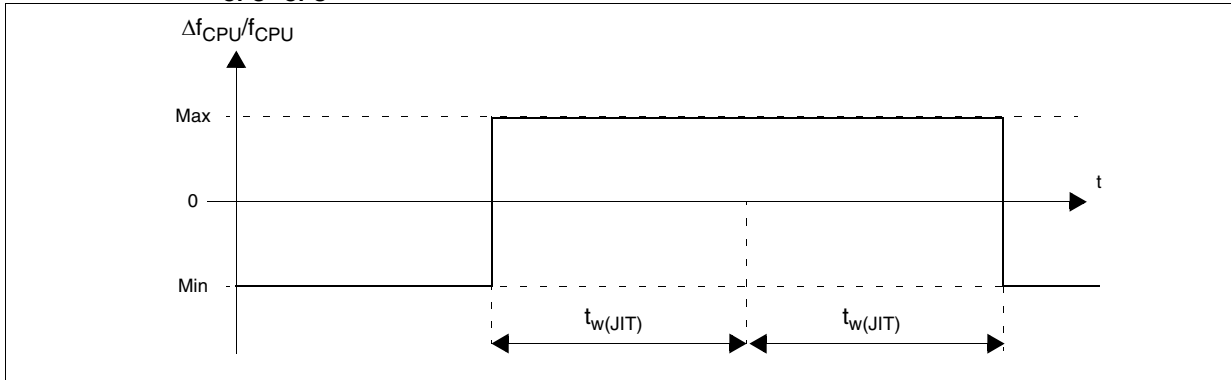 Δf_CPU/f_CPU
Max
t
0
Min
t_w(JIT) t_w(JIT)